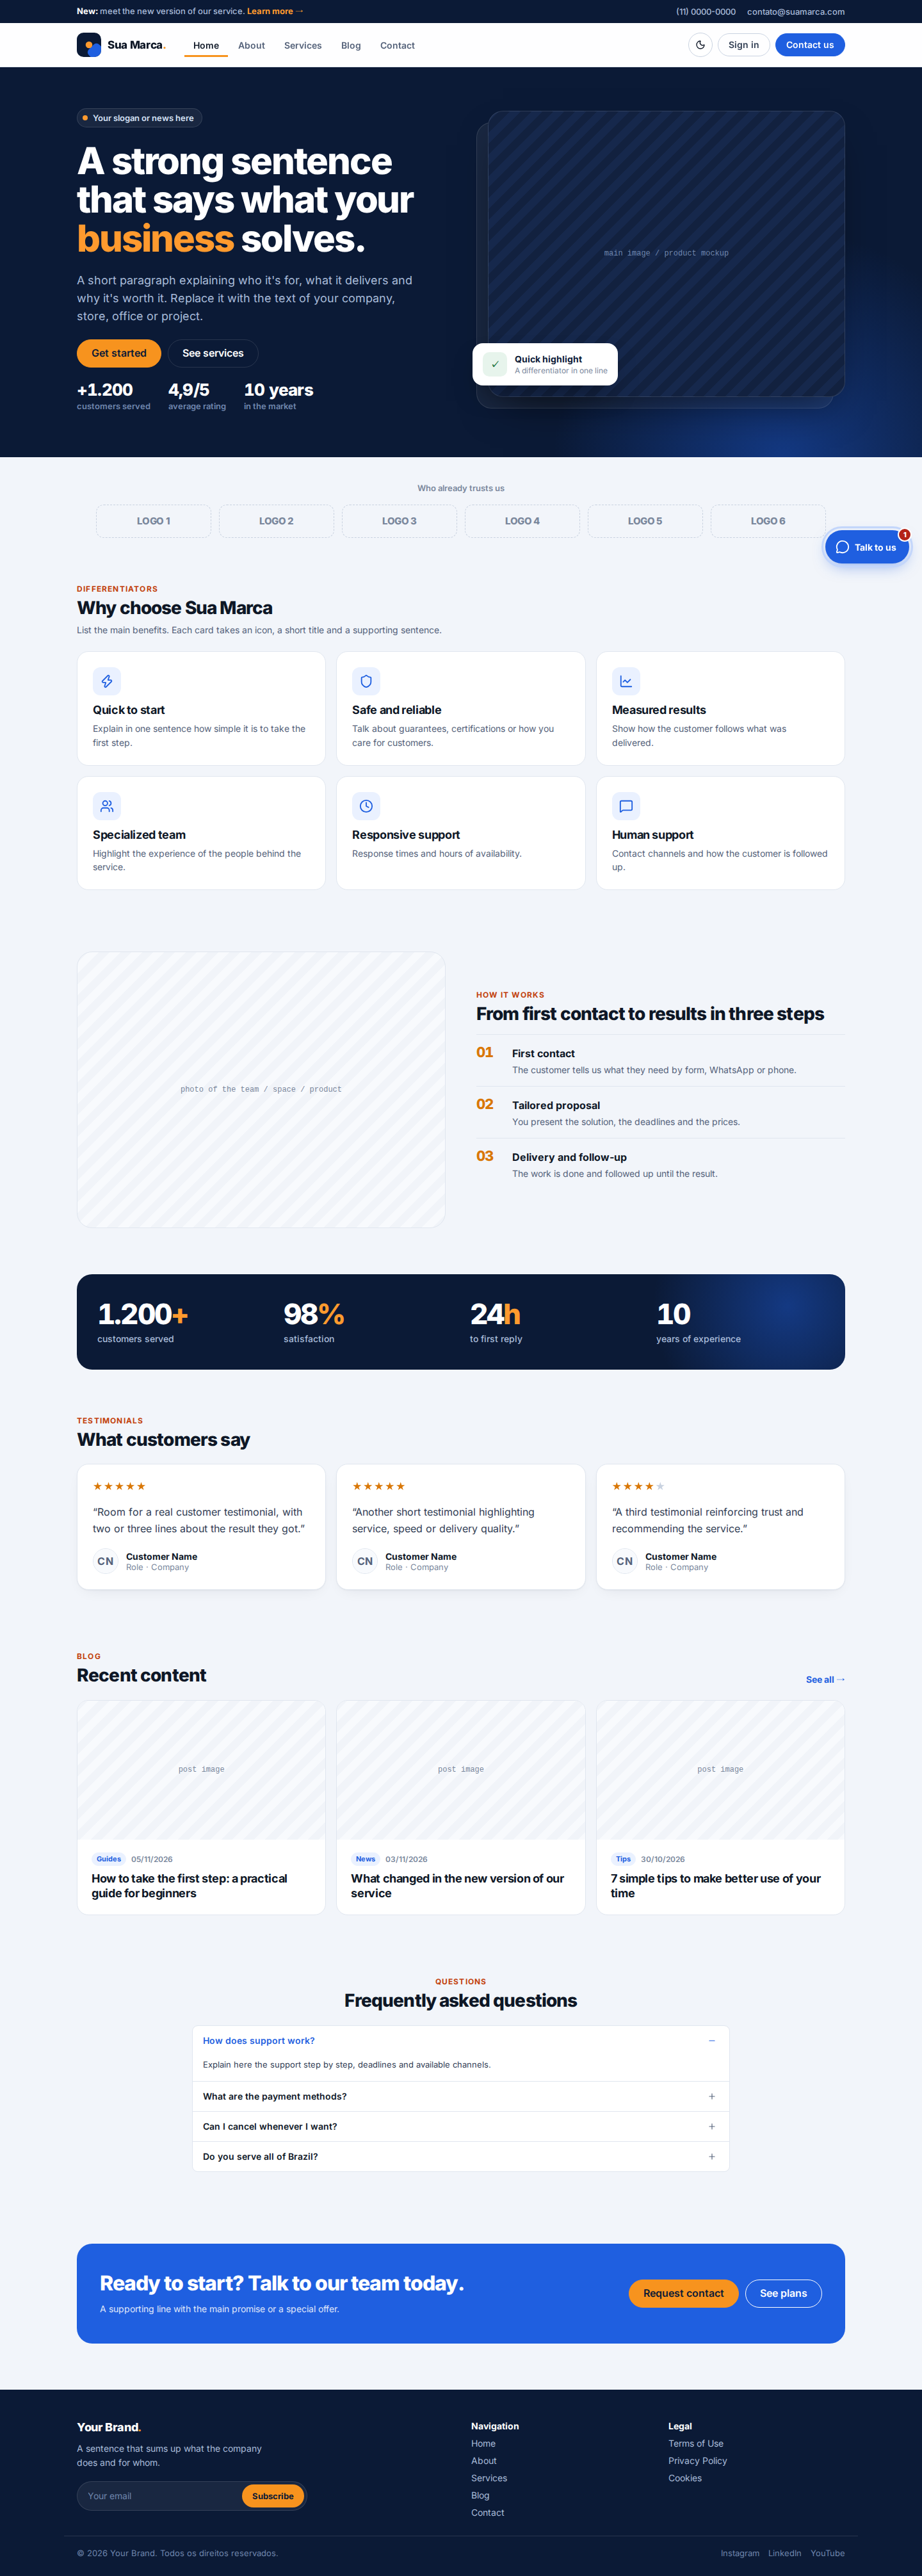 New: meet the new version of our service. Learn more →
(11) 0000-0000 contato@suamarca.com
Sua Marca.
Home About Services Blog Contact
Sign in Contact us
Your slogan or news here
A strong sentence
that says what your
business solves.
A short paragraph explaining who it's for, what it delivers and
why it's worth it. Replace it with the text of your company,
store, office or project.
Get started See services
+1.200 4,9/5 10 years
customers served average rating in the market
main image / product mockup
✓
Quick highlight
A differentiator in one line
Who already trusts us
LOGO 1 LOGO 2 LOGO 3 LOGO 4 LOGO 5 LOGO 6
Talk to us 1
DIFFERENTIATORS
Why choose Sua Marca
List the main benefits. Each card takes an icon, a short title and a supporting sentence.
Quick to start
Explain in one sentence how simple it is to take the
first step.
Safe and reliable
Talk about guarantees, certifications or how you
care for customers.
Measured results
Show how the customer follows what was
delivered.
Specialized team
Highlight the experience of the people behind the
service.
Responsive support
Response times and hours of availability.
Human support
Contact channels and how the customer is followed
up.
photo of the team / space / product
HOW IT WORKS
From first contact to results in three steps
01 First contact
The customer tells us what they need by form, WhatsApp or phone.
02 Tailored proposal
You present the solution, the deadlines and the prices.
03 Delivery and follow-up
The work is done and followed up until the result.
1.200+ 98% 24h 10
customers served satisfaction to first reply years of experience
TESTIMONIALS
What customers say
★★★★★
“Room for a real customer testimonial, with
two or three lines about the result they got.”
CN Customer Name
Role · Company
★★★★★
“Another short testimonial highlighting
service, speed or delivery quality.”
CN Customer Name
Role · Company
★★★★★
“A third testimonial reinforcing trust and
recommending the service.”
CN Customer Name
Role · Company
BLOG
Recent content
See all →
post image
Guides 05/11/2026
How to take the first step: a practical
guide for beginners
post image
News 03/11/2026
What changed in the new version of our
service
post image
Tips 30/10/2026
7 simple tips to make better use of your
time
QUESTIONS
Frequently asked questions
How does support work? −
Explain here the support step by step, deadlines and available channels.
What are the payment methods? +
Can I cancel whenever I want? +
Do you serve all of Brazil? +
Ready to start? Talk to our team today.
A supporting line with the main promise or a special offer.
Request contact See plans
Your Brand.
A sentence that sums up what the company
does and for whom.
Your email Subscribe
Navigation
Home
About
Services
Blog
Contact
Legal
Terms of Use
Privacy Policy
Cookies
© 2026 Your Brand. Todos os direitos reservados.
Instagram LinkedIn YouTube